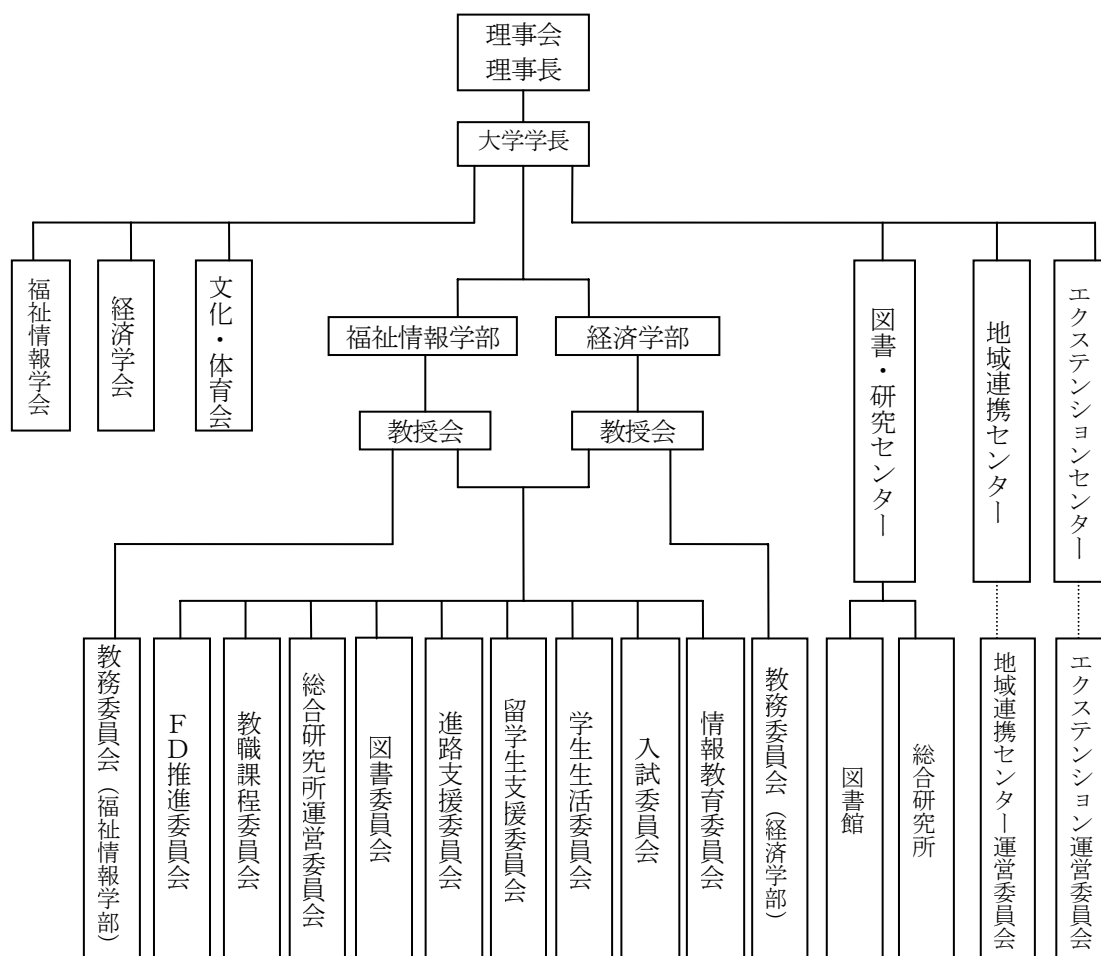 理事会
理事長
大学学長
福祉情報学会
経済学会
文化・体育会
福祉情報学部
経済学部
教授会
教授会
図書・研究センター
地域連携センター
エクステンションセンター
教務委員会（福祉情報学部）
ＦＤ推進委員会
教職課程委員会
総合研究所運営委員会
図書委員会
進路支援委員会
留学生支援委員会
学生生活委員会
入試委員会
情報教育委員会
教務委員会（経済学部）
図書館
総合研究所
地域連携センター運営委員会
エクステンション運営委員会